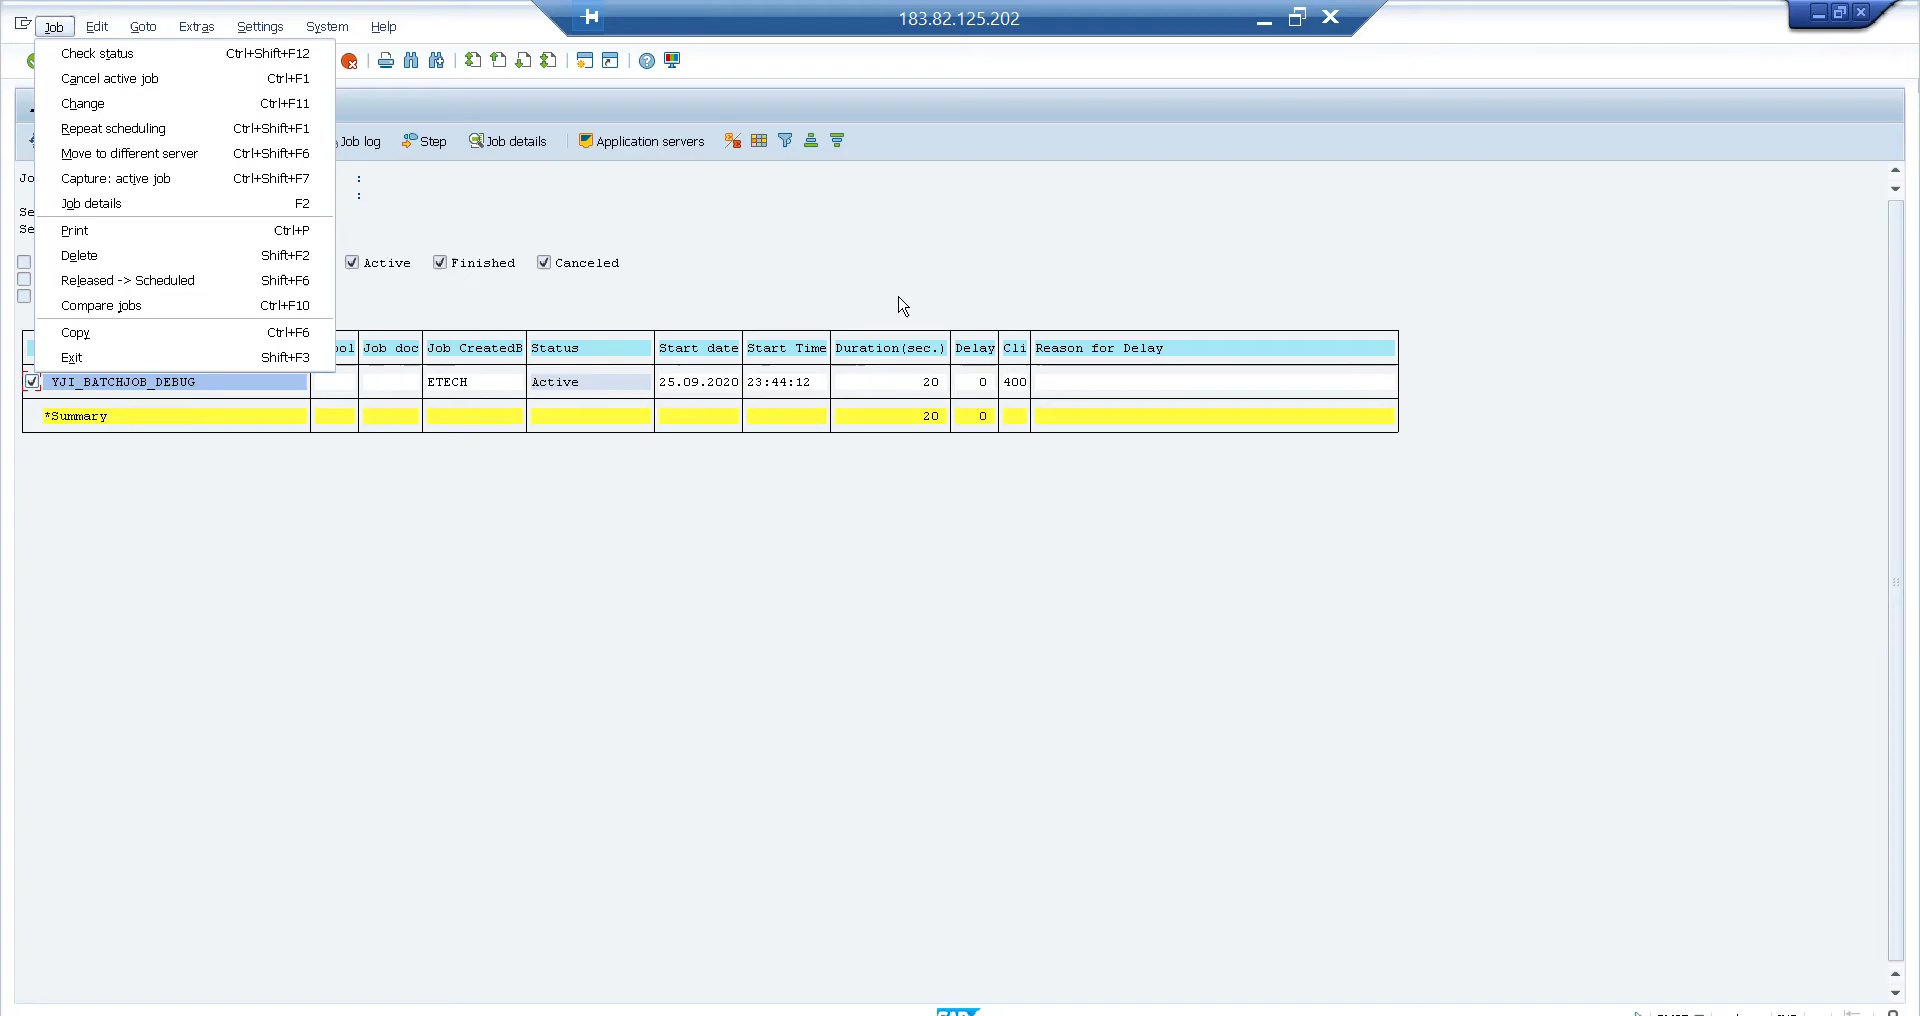 183.82.125.202
Job Edit Goto Extras Settings System Help
Check status Ctrl+Shift+F12
Cancel active job Ctrl+F1
Change Ctrl+F11
Repeat scheduling Ctrl+Shift+F1
Move to different server Ctrl+Shift+F6
Capture: active job Ctrl+Shift+F7
Job details F2
Print Ctrl+P
Delete Shift+F2
Released -> Scheduled Shift+F6
Compare jobs Ctrl+F10
Copy Ctrl+F6
Exit Shift+F3
Job log Step Job details Application servers
Jo :
:
Se
Se
Active Finished Canceled
ool Job doc Job CreatedB Status Start date Start Time Duration(sec.) Delay Cli Reason for Delay
YJI_BATCHJOB_DEBUG ETECH Active 25.09.2020 23:44:12 20 0 400
*Summary 20 0